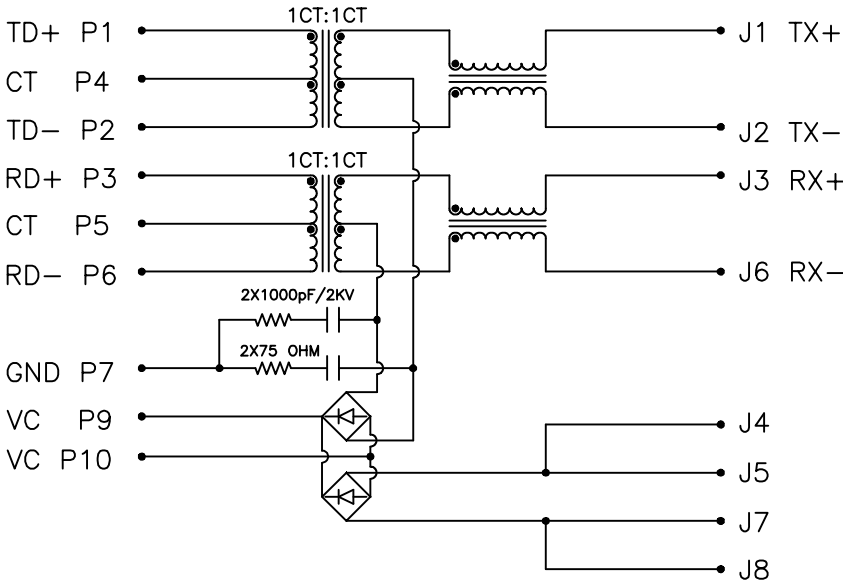 1CT:1CT
TD+ P1
J1 TX+
CT P4
TD- P2
J2 TX-
1CT:1CT
RD+ P3
J3 RX+
CT P5
RD- P6
J6 RX-
2X1000pF/2KV
2X75 OHM
GND P7
VC P9
J4
VC P10
J5
J7
J8